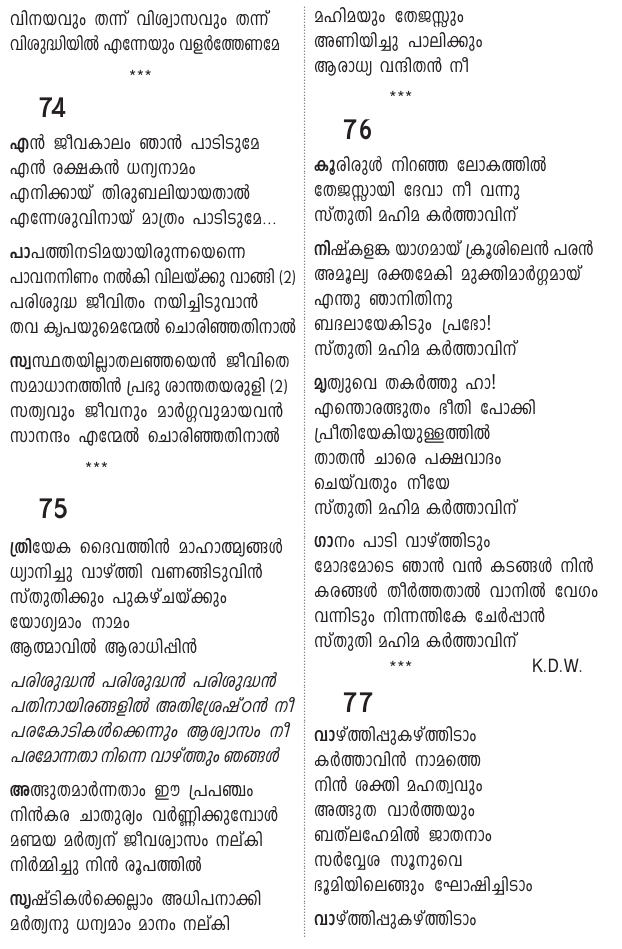 വിനയവും തന്ന് വിശ്വാസവും തന്ന്
വിശുദ്ധിയിൽ എന്നേയും വളർത്തേണമേ
***
74
എൻ ജീവകാലം ഞാൻ പാടിടുമേ
എൻ രക്ഷകൻ ധന്യനാമം
എനിക്കായ് തിരുബലിയായതാൽ
എന്നേശുവിനായ് മാത്രം പാടിടുമേ...
പാപത്തിനടിമയായിരുന്നയെന്നെ
പാവനനിണം നൽകി വിലയ്ക്കു വാങ്ങി (2)
പരിശുദ്ധ ജീവിതം നയിച്ചിടുവാൻ
തവ കൃപയുമെന്മേൽ ചൊരിഞ്ഞതിനാൽ
സ്വസ്ഥതയില്ലാതലഞ്ഞയെൻ ജീവിതെ
സമാധാനത്തിൻ പ്രഭു ശാന്തതയരുളി (2)
സത്യവും ജീവനും മാർഗ്ഗവുമായവൻ
സാനന്ദം എന്മേൽ ചൊരിഞ്ഞതിനാൽ
***
75
ത്രിയേക ദൈവത്തിൻ മാഹാത്മ്യങ്ങൾ
ധ്യാനിച്ചു വാഴ്ത്തി വണങ്ങിടുവിൻ
സ്തുതിക്കും പുകഴ്ചയ്ക്കും
യോഗ്യമാം നാമം
ആത്മാവിൽ ആരാധിപ്പിൻ
പരിശുദ്ധൻ പരിശുദ്ധൻ പരിശുദ്ധൻ
പതിനായിരങ്ങളിൽ അതിശ്രേഷ്ഠൻ നീ
പരകോടികൾക്കെന്നും ആശ്വാസം നീ
പരമോന്നതാ നിന്നെ വാഴ്ത്തും ഞങ്ങൾ
അത്ഭുതമാർന്നതാം ഈ പ്രപഞ്ചം
നിൻകര ചാതുര്യം വർണ്ണിക്കുമ്പോൾ
മണ്മയ മർത്യന് ജീവശ്വാസം നല്കി
നിർമ്മിച്ചു നിൻ രൂപത്തിൽ
സൃഷ്ടികൾക്കെല്ലാം അധിപനാക്കി
മർത്യനു ധന്യമാം മാനം നല്കി
മഹിമയും തേജസ്സും
അണിയിച്ചു പാലിക്കും
ആരാധ്യ വന്ദിതൻ നീ
***
76
കൂരിരുൾ നിറഞ്ഞ ലോകത്തിൽ
തേജസ്സായി ദേവാ നീ വന്നു
സ്തുതി മഹിമ കർത്താവിന്
നിഷ്കളങ്ക യാഗമായ് ക്രൂശിലെൻ പരൻ
അമൂല്യ രക്തമേകി മുക്തിമാർഗ്ഗമായ്
എന്തു ഞാനിതിനു
ബദലായേകിടും പ്രഭോ!
സ്തുതി മഹിമ കർത്താവിന്
മൃത്യുവെ തകർത്തു ഹാ!
എന്തൊരത്ഭുതം ഭീതി പോക്കി
പ്രീതിയേകിയുള്ളത്തിൽ
താതൻ ചാരെ പക്ഷവാദം
ചെയ്‌വതും നീയേ
സ്തുതി മഹിമ കർത്താവിന്
ഗാനം പാടി വാഴ്ത്തിടും
മോദമോടെ ഞാൻ വൻ കടങ്ങൾ നിൻ
കരങ്ങൾ തീർത്തതാൽ വാനിൽ വേഗം
വന്നിടും നിന്നന്തികേ ചേർപ്പാൻ
സ്തുതി മഹിമ കർത്താവിന്
*** K.D.W.
77
വാഴ്ത്തിപ്പുകഴ്ത്തിടാം
കർത്താവിൻ നാമത്തെ
നിൻ ശക്തി മഹത്വവും
അത്ഭുത വാർത്തയും
ബത്‌ലഹേമിൽ ജാതനാം
സർവ്വേശ സൂനുവെ
ഭൂമിയിലെങ്ങും ഘോഷിച്ചിടാം
വാഴ്ത്തിപ്പുകഴ്ത്തിടാം